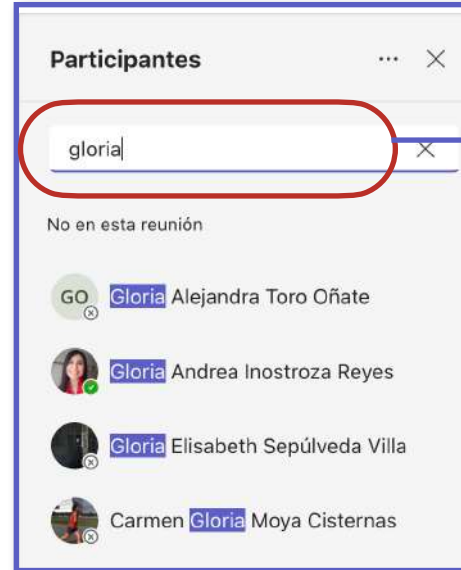 Participantes
gloria
No en esta reunión
GO Gloria Alejandra Toro Oñate
Gloria Andrea Inostroza Reyes
Gloria Elisabeth Sepúlveda Villa
Carmen Gloria Moya Cisternas